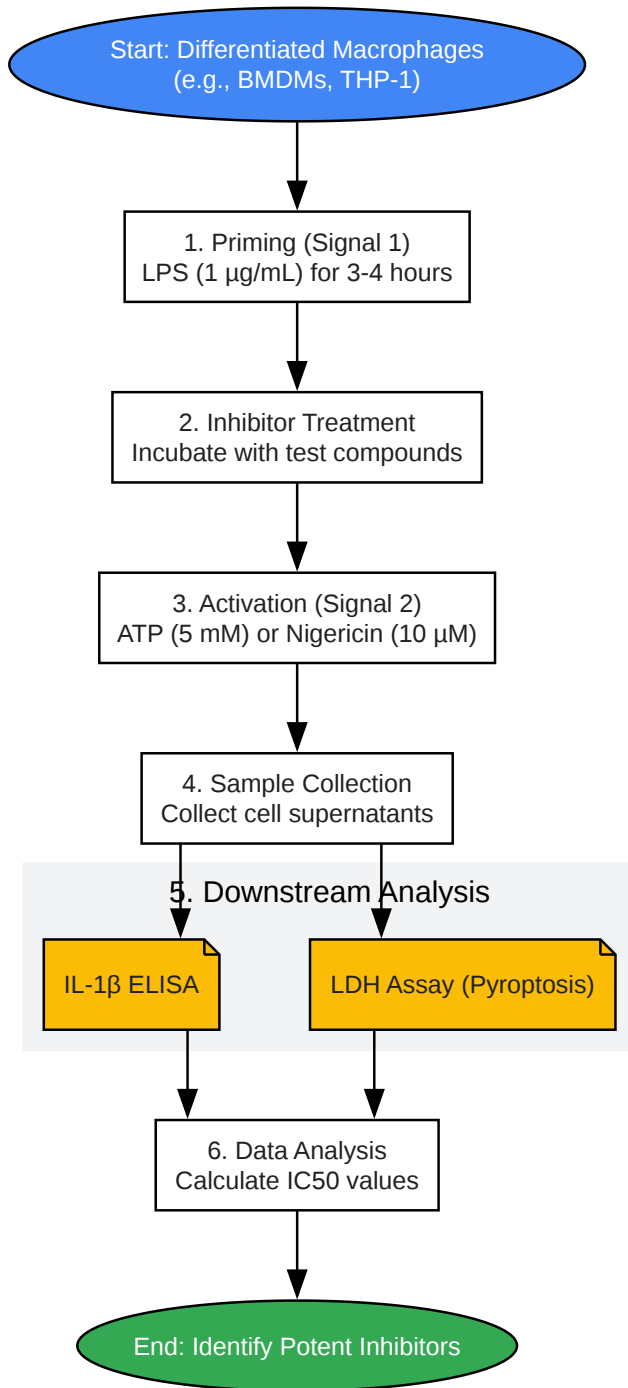 Start: Differentiated Macrophages
(e.g., BMDMs, THP-1)
1. Priming (Signal 1)
LPS (1 µg/mL) for 3-4 hours
2. Inhibitor Treatment
Incubate with test compounds
3. Activation (Signal 2)
ATP (5 mM) or Nigericin (10 µM)
4. Sample Collection
Collect cell supernatants
5. Downstream Analysis
IL-1β ELISA
LDH Assay (Pyroptosis)
6. Data Analysis
Calculate IC50 values
End: Identify Potent Inhibitors